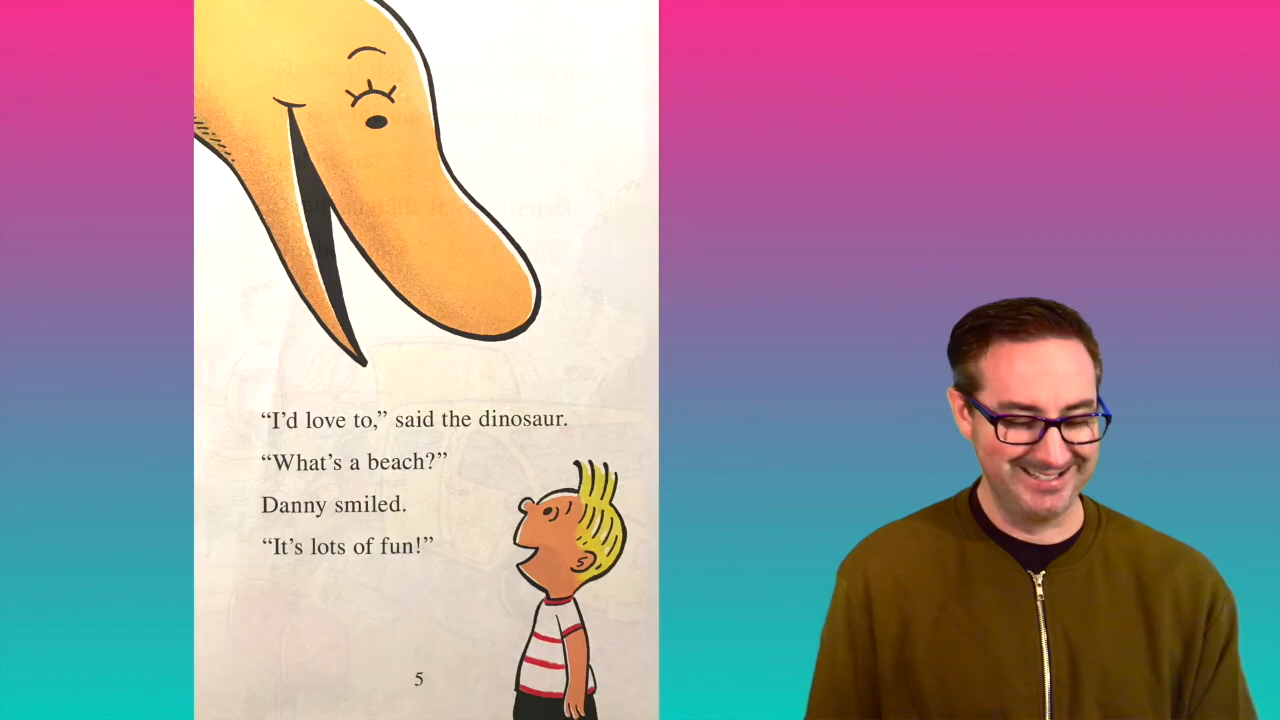 “I’d love to,” said the dinosaur.
“What’s a beach?”
Danny smiled.
“It’s lots of fun!”
5